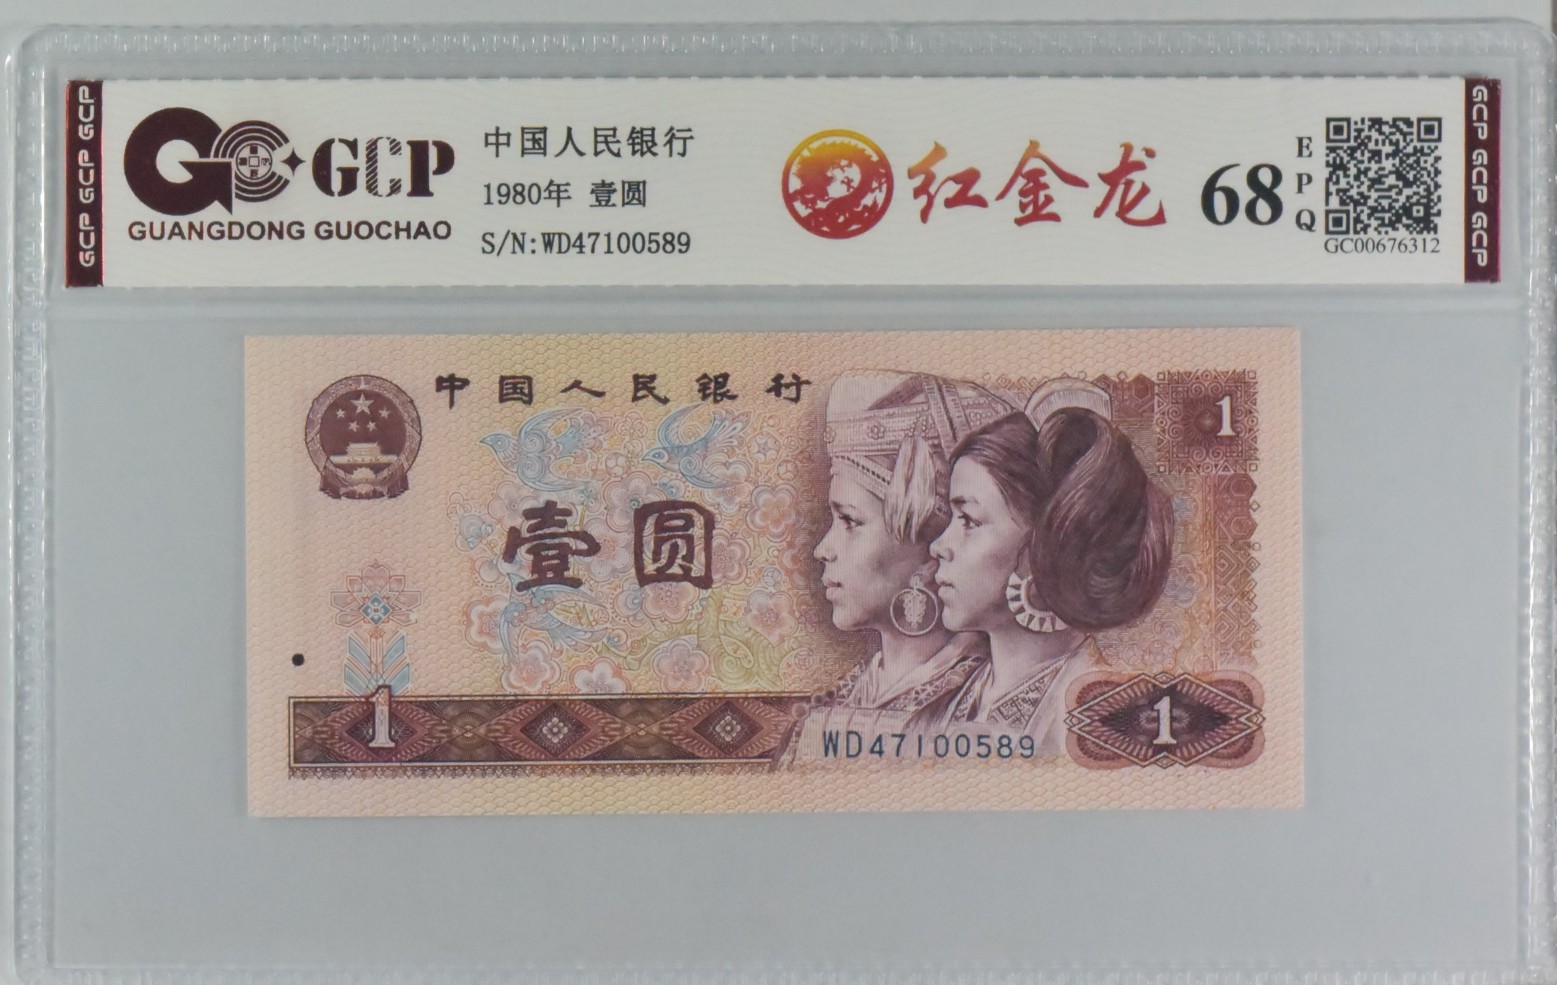 GCP GCP GCP
GCP
GUANGDONG GUOCHAO
中国人民银行
1980年 壹圆
S/N:WD47100589
红金龙
68
EPQ
GC00676312
GCP GCP GCP
中国人民银行
1
壹圆
1
WD47100589
1